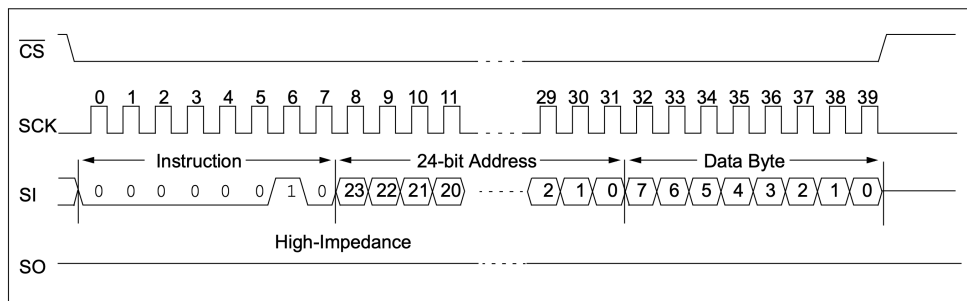 CS
0 1 2 3 4 5 6 7 8 9 10 11 29 30 31 32 33 34 35 36 37 38 39
SCK
Instruction 24-bit Address Data Byte
SI 0 0 0 0 0 0 1 0 23 22 21 20 2 1 0 7 6 5 4 3 2 1 0
High-Impedance
SO